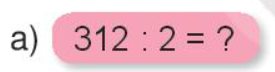 a) 312 : 2 = ?